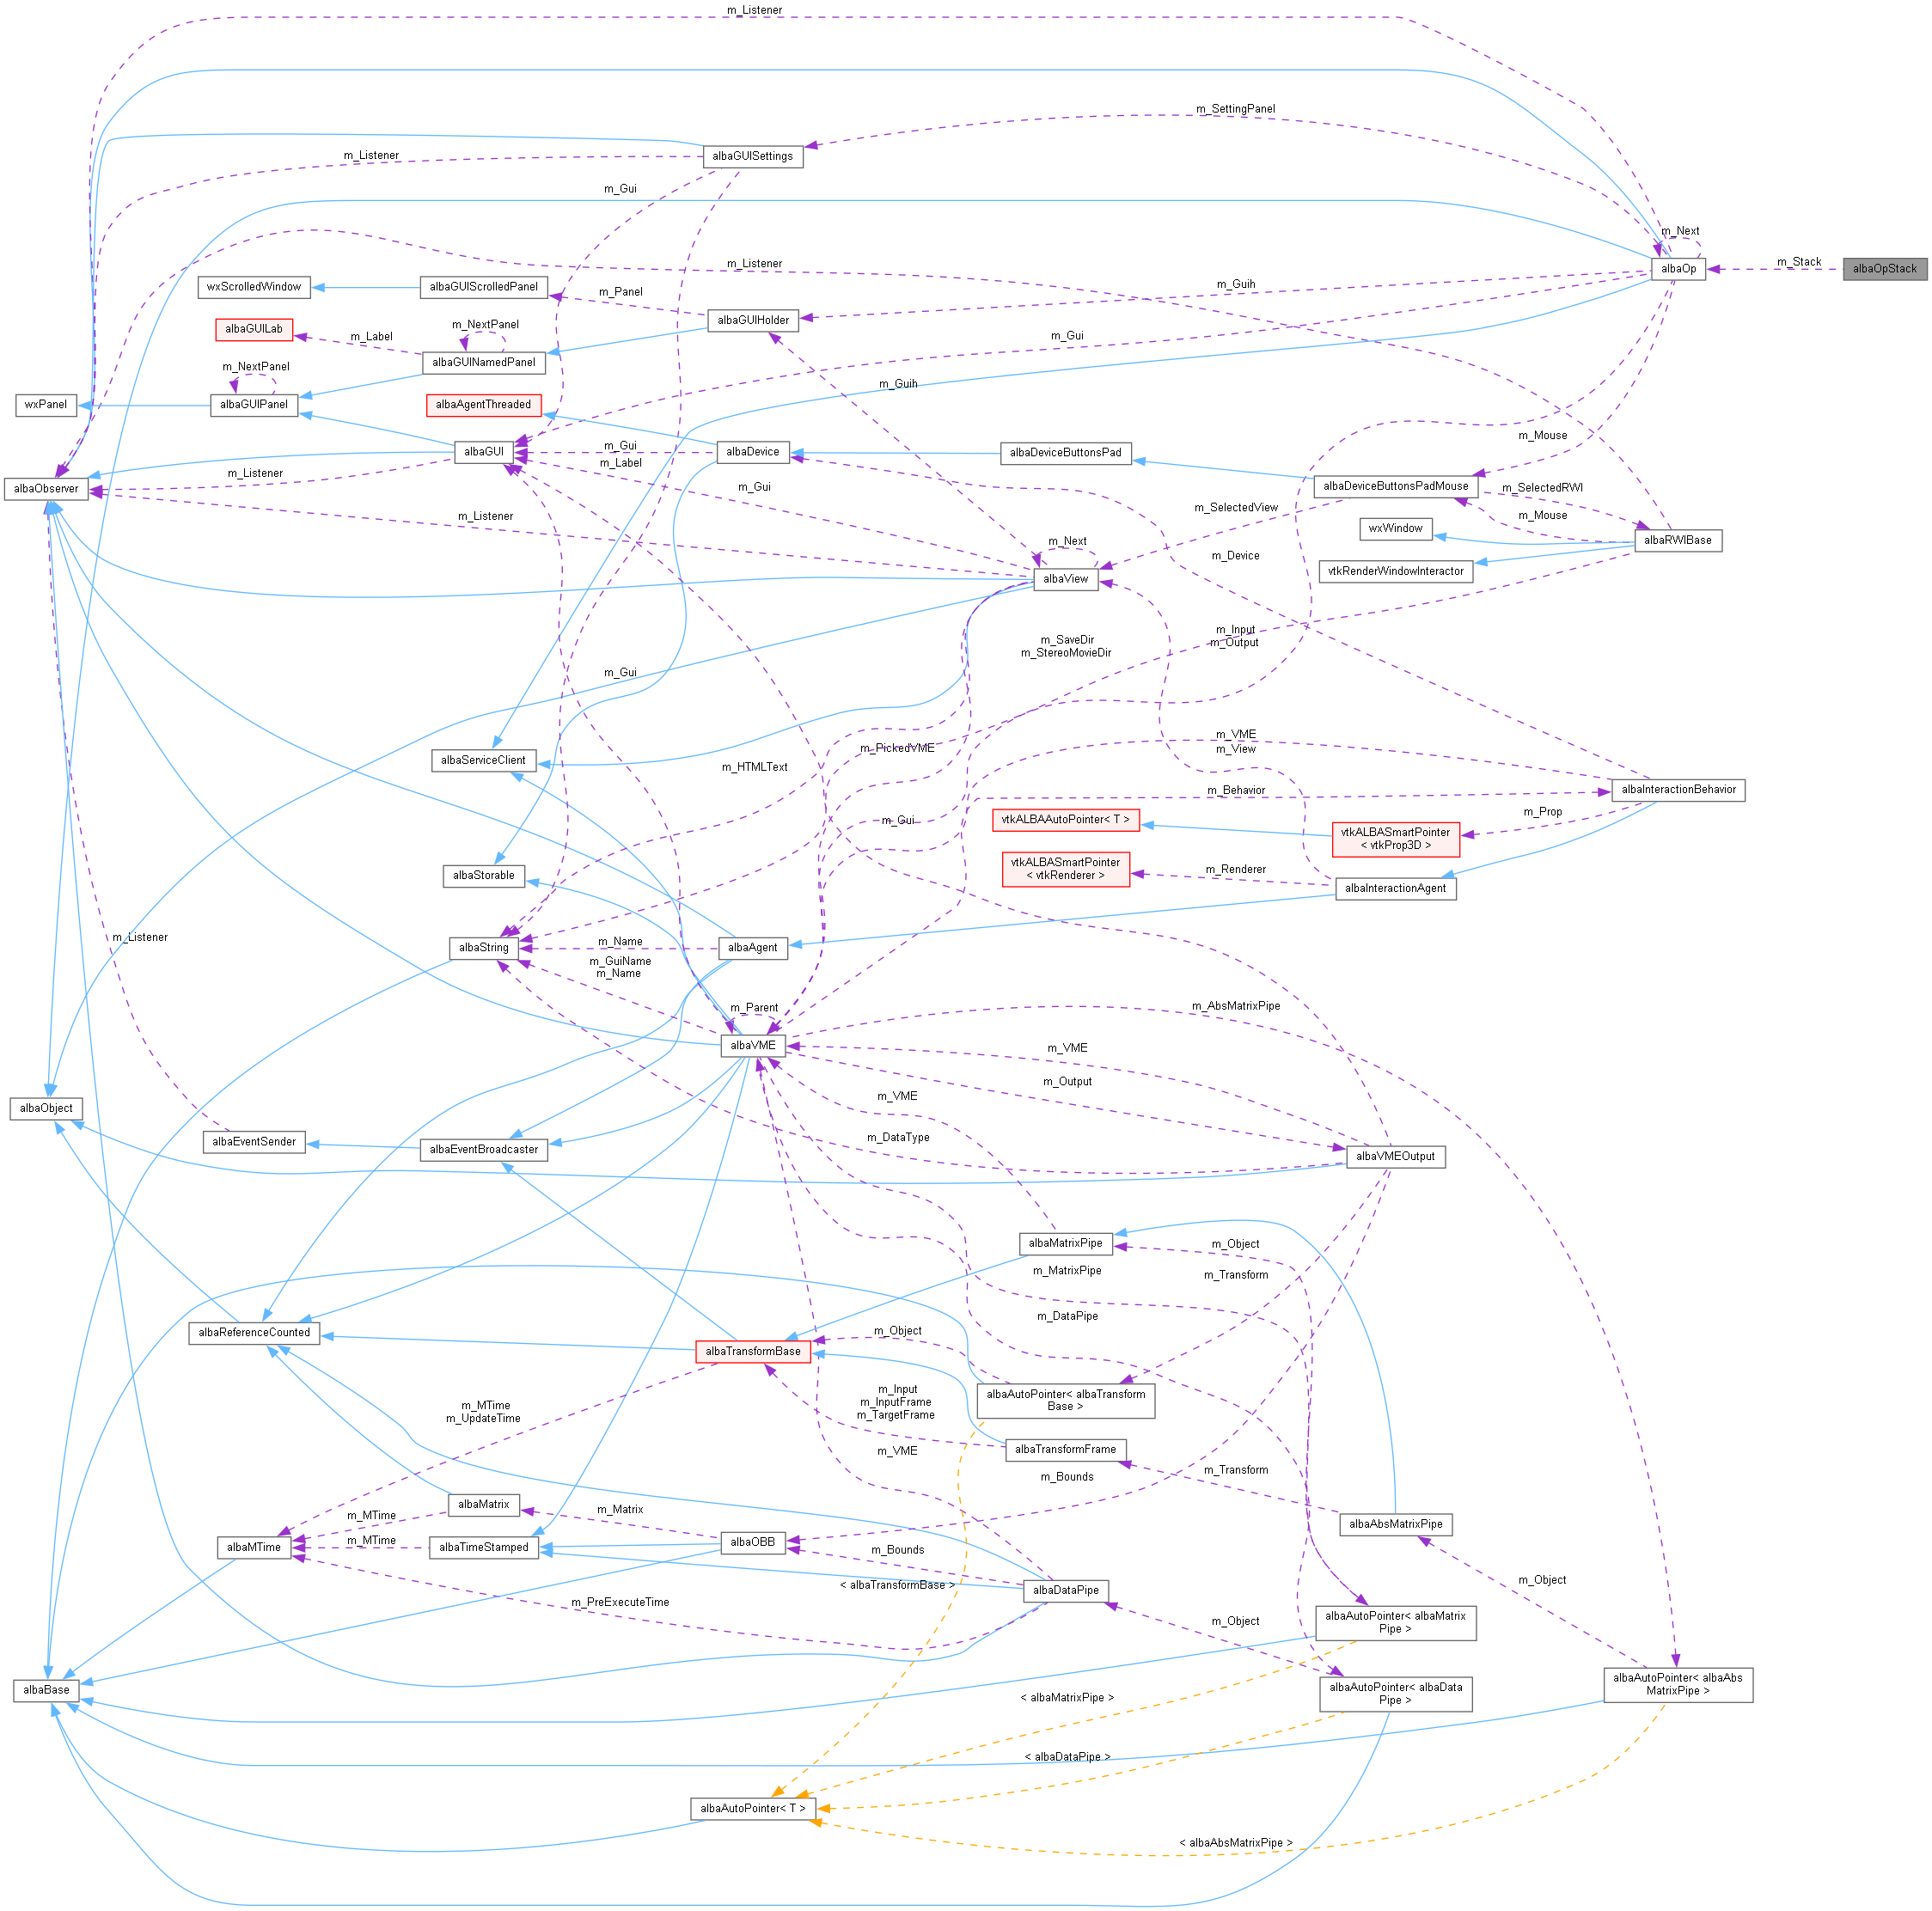 m_Listener
m_SettingPanel
m_Listener
albaGUISettings
m_Gui
m_Next
m_Listener
albaOp
m_Stack
albaOpStack
wxScrolledWindow
albaGUIScrolledPanel
m_Panel
m_Guih
albaGUILab
m_Label
m_NextPanel
albaGUIHolder
m_Gui
albaGUINamedPanel
m_NextPanel
m_Guih
wxPanel
albaGUIPanel
albaAgentThreaded
m_Mouse
albaGUI
m_Gui
albaDevice
albaDeviceButtonsPad
m_Label
m_Listener
m_Gui
albaObserver
albaDeviceButtonsPadMouse
m_SelectedRWI
m_SelectedView
m_Listener
m_Mouse
wxWindow
albaRWIBase
m_Next
m_Device
albaView
vtkRenderWindowInteractor
m_SaveDir
m_StereoMovieDir
m_Input
m_Output
m_Gui
m_PickedVME
m_VME
m_View
albaServiceClient
m_HTMLText
m_Behavior
albaInteractionBehavior
m_Gui
vtkALBAAutoPointer< T >
m_Prop
vtkALBASmartPointer
< vtkProp3D >
vtkALBASmartPointer
< vtkRenderer >
m_Renderer
albaStorable
albaInteractionAgent
m_Listener
albaString
m_Name
albaAgent
m_GuiName
m_Name
m_Parent
m_AbsMatrixPipe
albaVME
m_VME
m_Output
m_VME
albaObject
albaEventSender
albaEventBroadcaster
m_DataType
albaVMEOutput
albaMatrixPipe
m_Object
m_MatrixPipe
m_Transform
m_DataPipe
albaReferenceCounted
m_Object
albaTransformBase
m_Input
m_InputFrame
m_TargetFrame
albaAutoPointer< albaTransform
Base >
m_MTime
m_UpdateTime
m_VME
albaTransformFrame
m_Bounds
m_Transform
albaMatrix
m_Matrix
m_MTime
albaAbsMatrixPipe
albaMTime
m_MTime
albaTimeStamped
albaOBB
m_Bounds
< albaTransformBase >
albaDataPipe
m_Object
m_PreExecuteTime
m_Object
albaAutoPointer< albaMatrix
Pipe >
albaBase
albaAutoPointer< albaData
Pipe >
albaAutoPointer< albaAbs
MatrixPipe >
< albaMatrixPipe >
< albaDataPipe >
albaAutoPointer< T >
< albaAbsMatrixPipe >